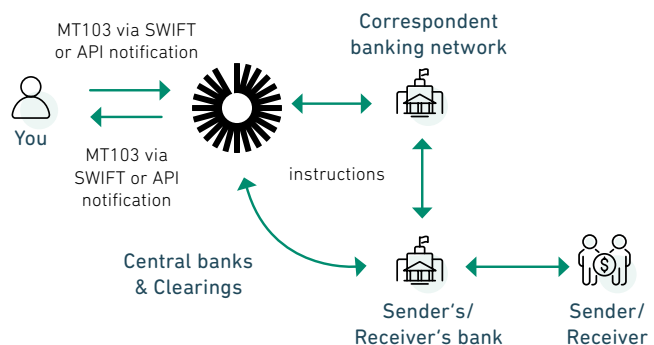 MT103 via SWIFT
or API notification
Correspondent
banking network
You
MT103 via
SWIFT or API
notification
instructions
Central banks
& Clearings
Sender's/
Receiver's bank
Sender/
Receiver